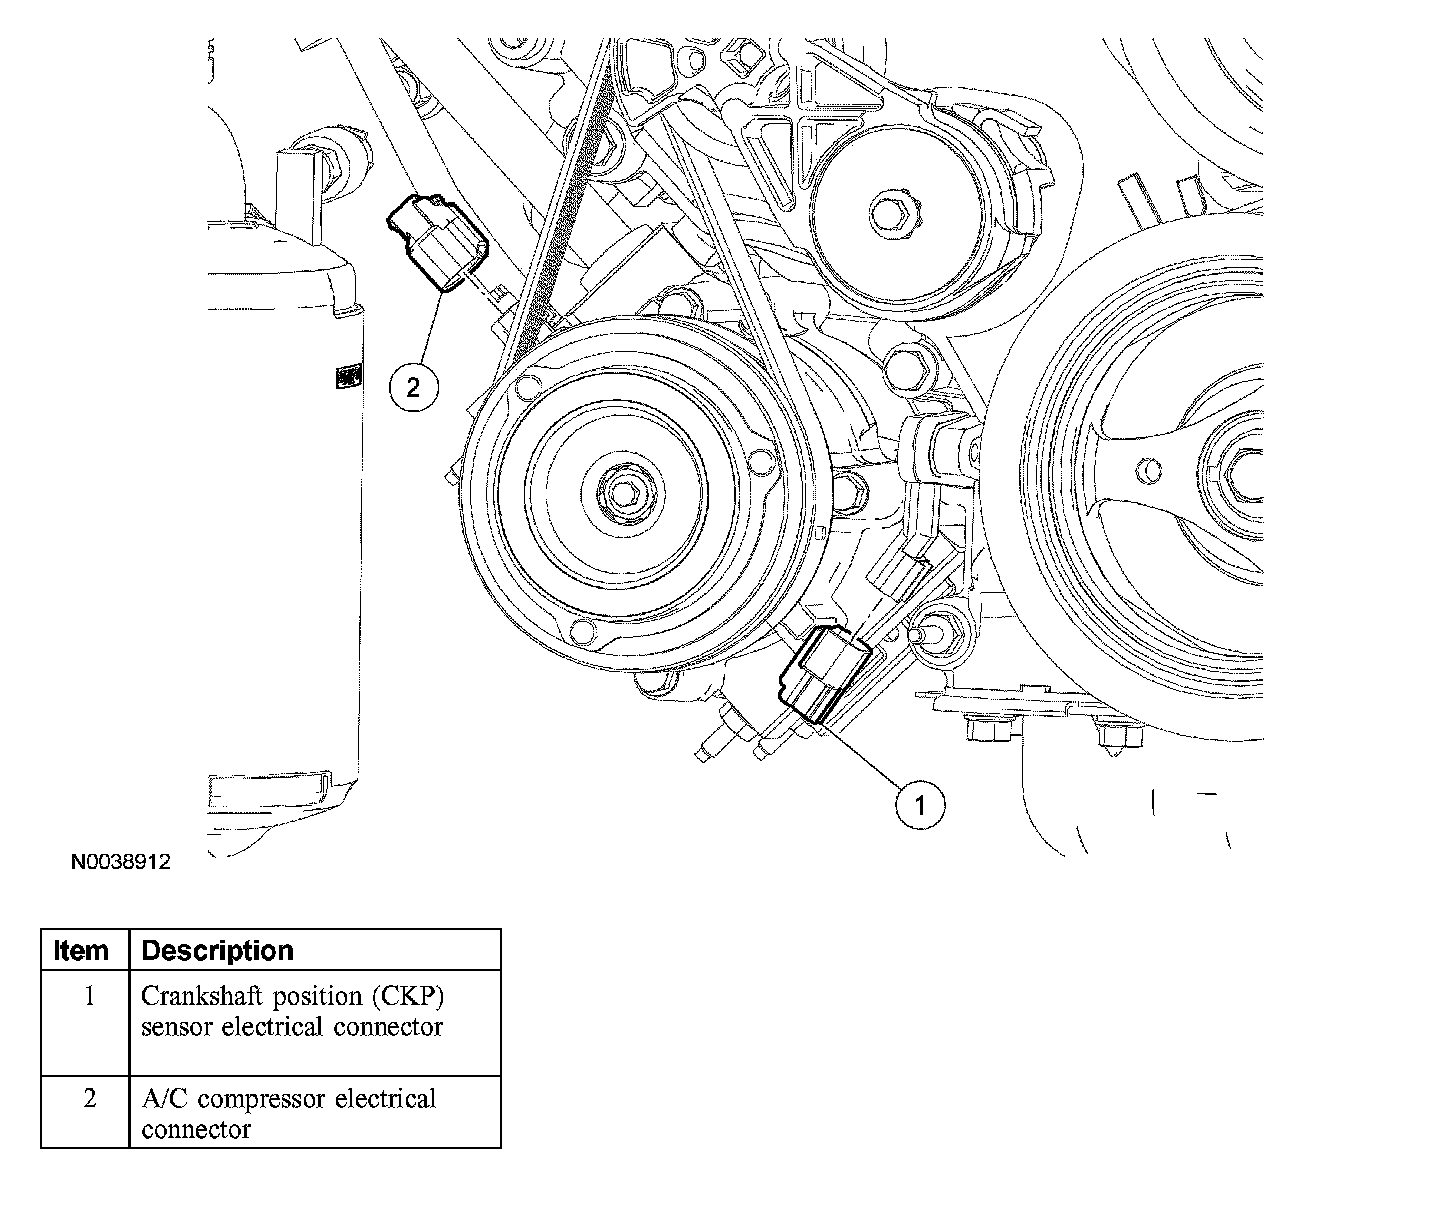 2
1
N0038912
Item Description
1 Crankshaft position (CKP)
sensor electrical connector
2 A/C compressor electrical
connector